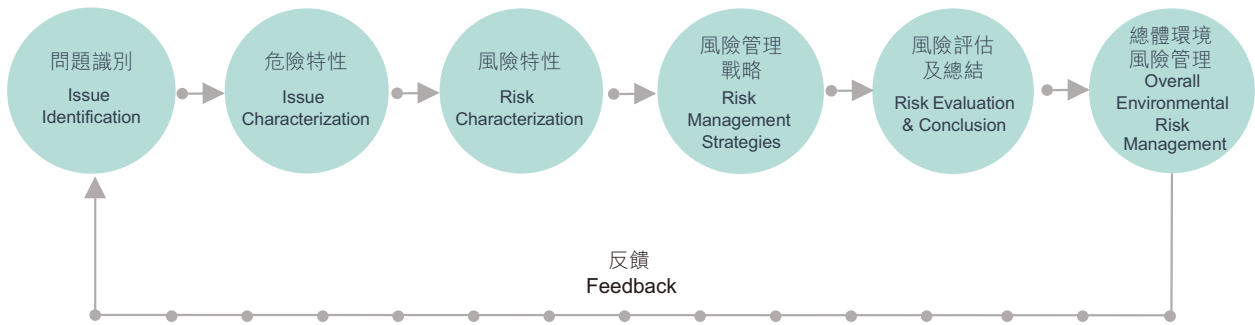 問題識別
Issue
Identification
危險特性
Issue
Characterization
風險特性
Risk
Characterization
風險管理
戰略
Risk
Management
Strategies
風險評估
及總結
Risk Evaluation
& Conclusion
總體環境
風險管理
Overall
Environmental
Risk
Management
反饋
Feedback